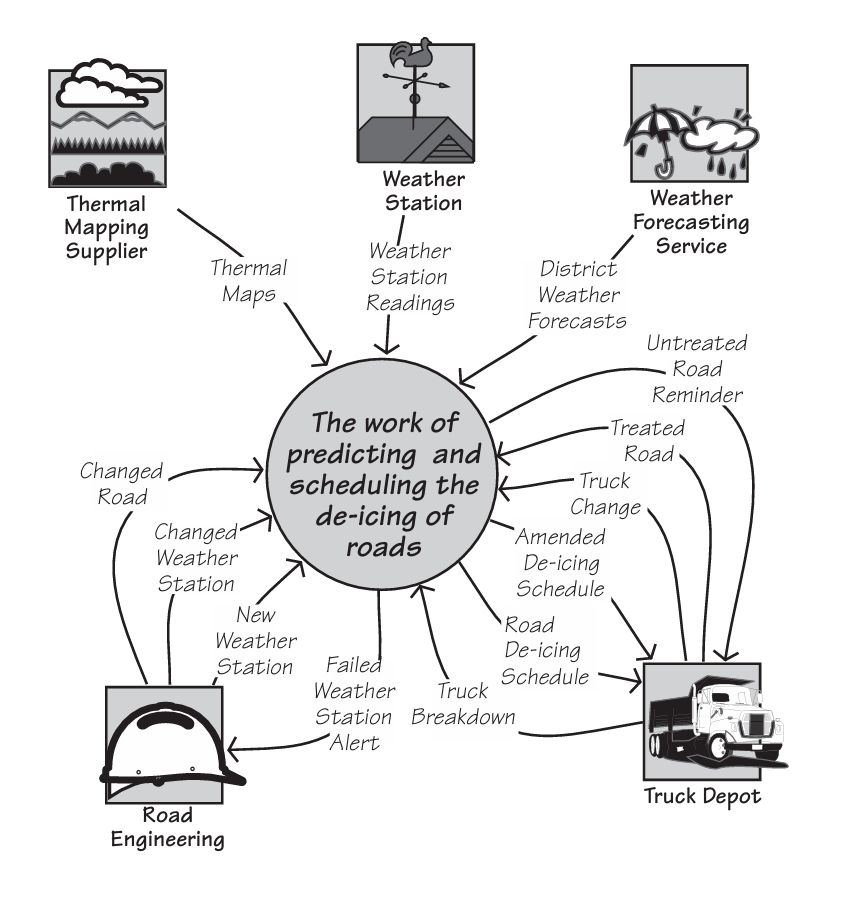 Thermal
Mapping
Supplier
Weather
Station
Weather
Forecasting
Service
Thermal
Maps
Weather
Station
Readings
District
Weather
Forecasts
Untreated
Road
Reminder
The work of
predicting and
scheduling the
de-icing of
roads
Treated
Road
Truck
Change
Changed
Road
Changed
Weather
Station
New
Weather
Station
Amended
De-icing
Schedule
Road
De-icing
Schedule
Failed
Weather
Station
Alert
Truck
Breakdown
Road
Engineering
Truck Depot